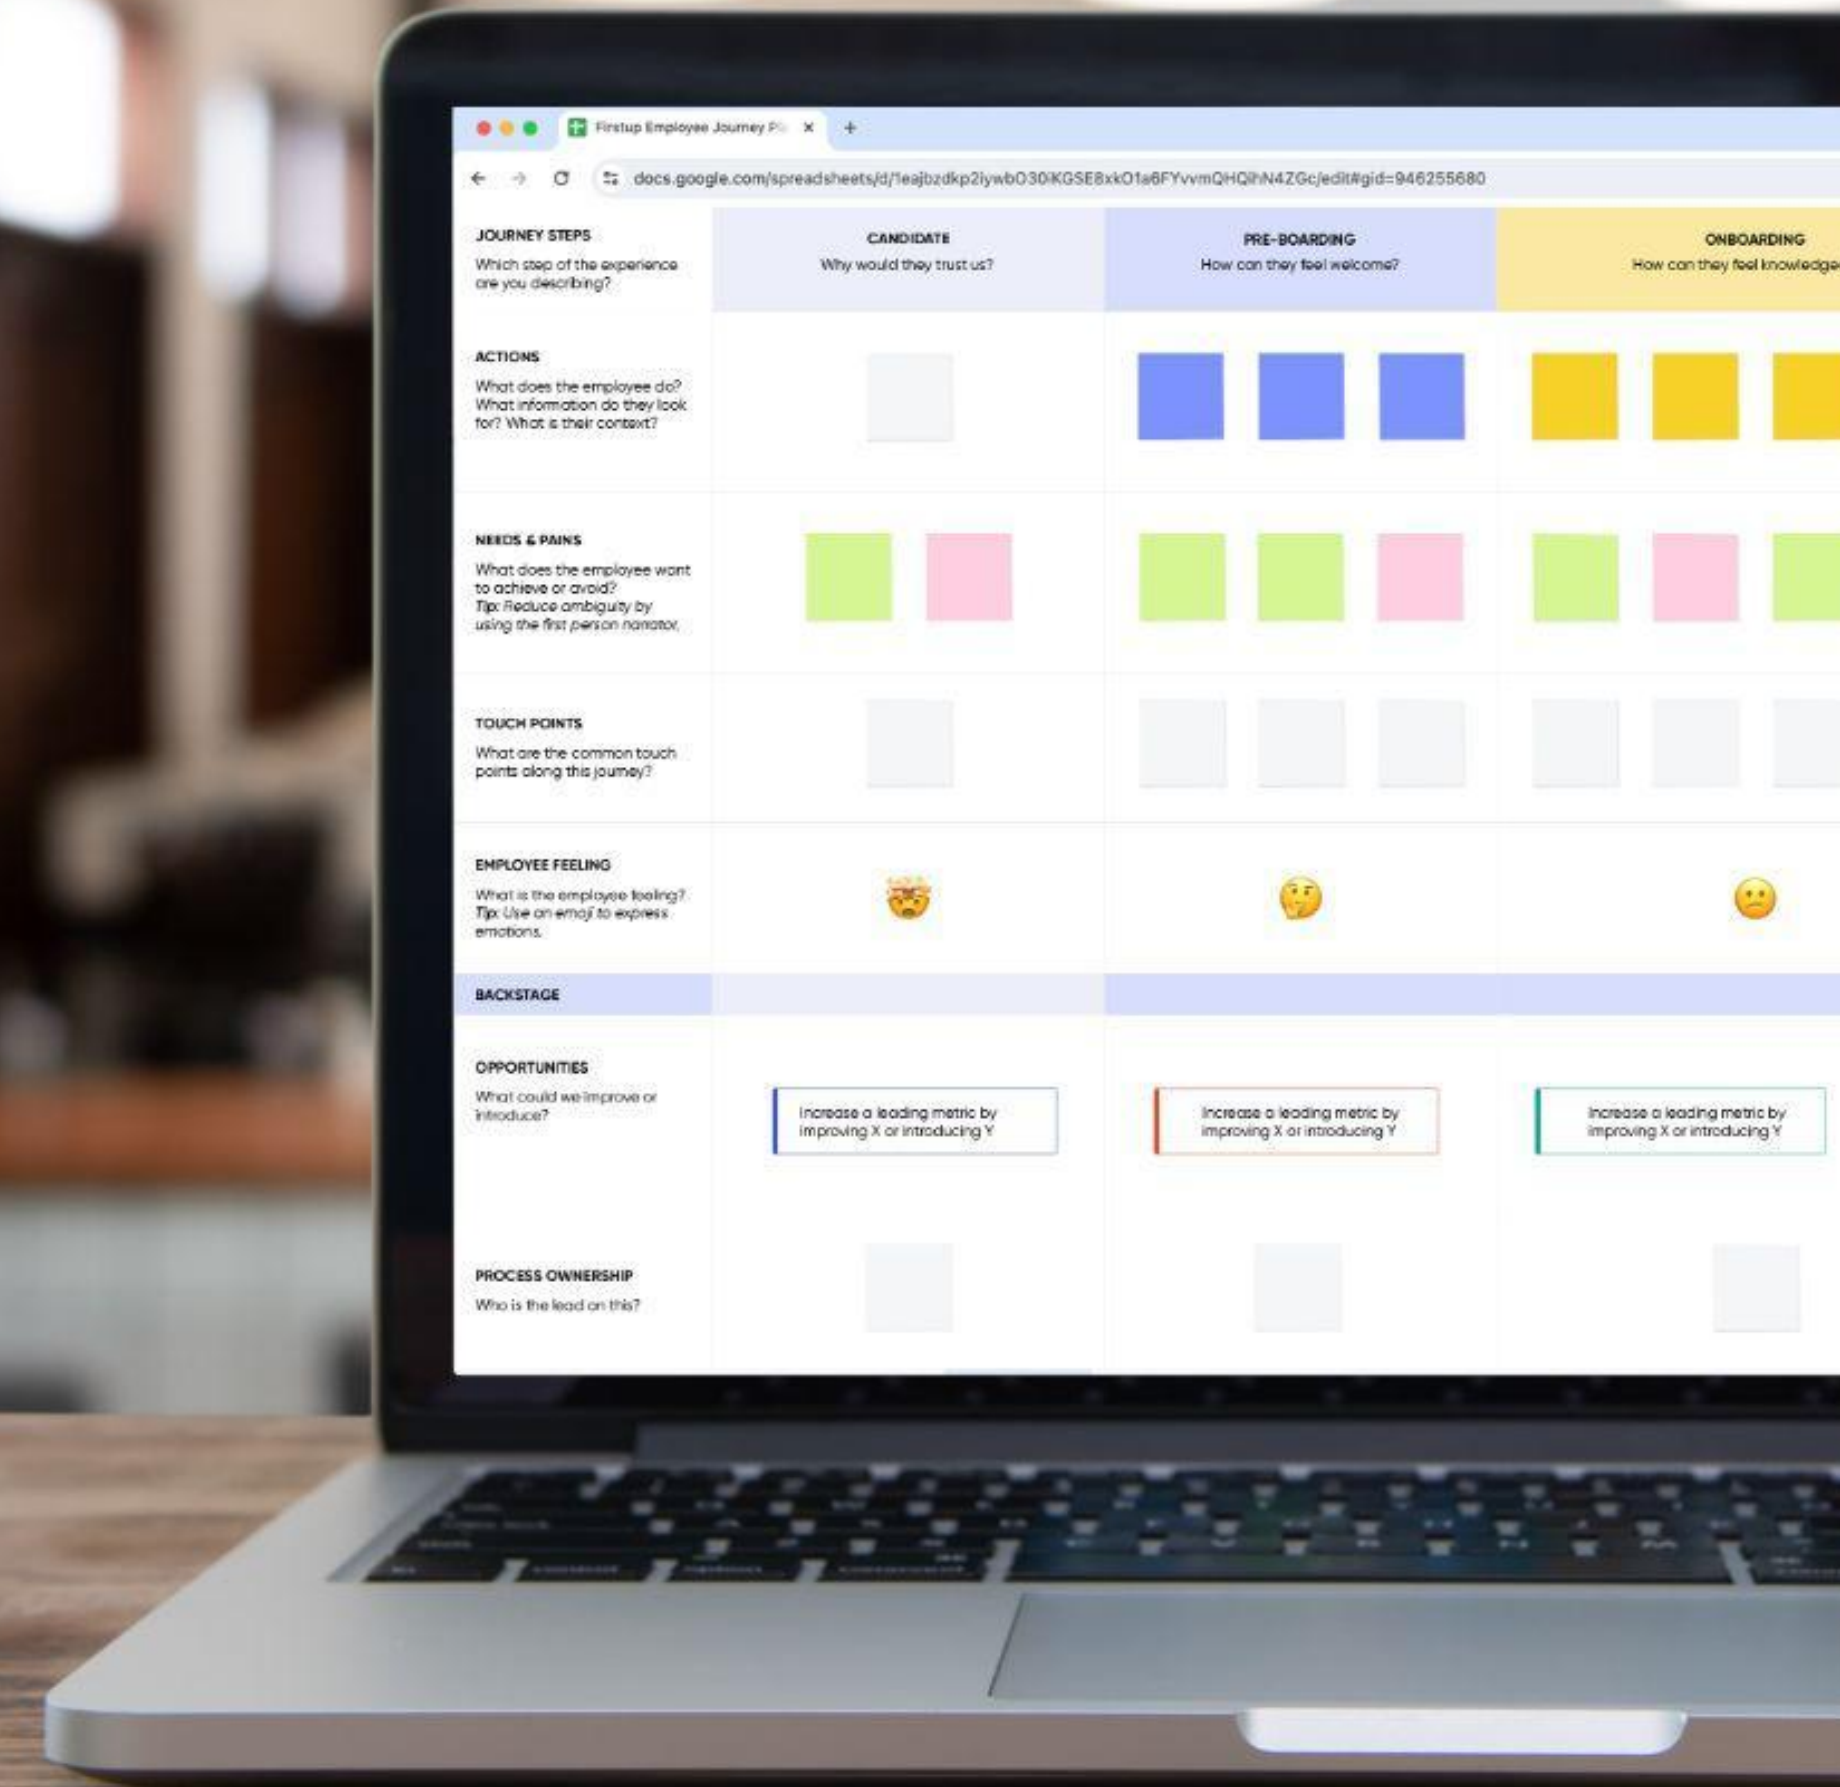 Firstup Employee Journey
docs.google.com/spreadsheets/d/1eajbzdkp2iywbO30iKGSE8xkO1a6FYvvmQHQihN4ZGc/edit#gid=946255680
JOURNEY STEPS
Which step of the experience
are you describing?
CANDIDATE
Why would they trust us?
PRE-BOARDING
How can they feel welcome?
ONBOARDING
How can they feel
ACTIONS
What does the employee do?
What information do they look
for? What is their context?
NEEDS & PAINS
What does the employee want
to achieve or avoid?
Tip: Reduce ambiguity by
using the first person narrator.
TOUCH POINTS
What are the common touch
points along this journey?
EMPLOYEE FEELING
What is the employee feeling?
Tip: Use an emoji to express
emotions.
BACKSTAGE
OPPORTUNITIES
What could we improve or
introduce?
Increase a leading metric by
improving X or introducing Y
Increase a leading metric by
improving X or introducing Y
Increase a leading metric by
improving X or introducing Y
PROCESS OWNERSHIP
Who is the lead on this?